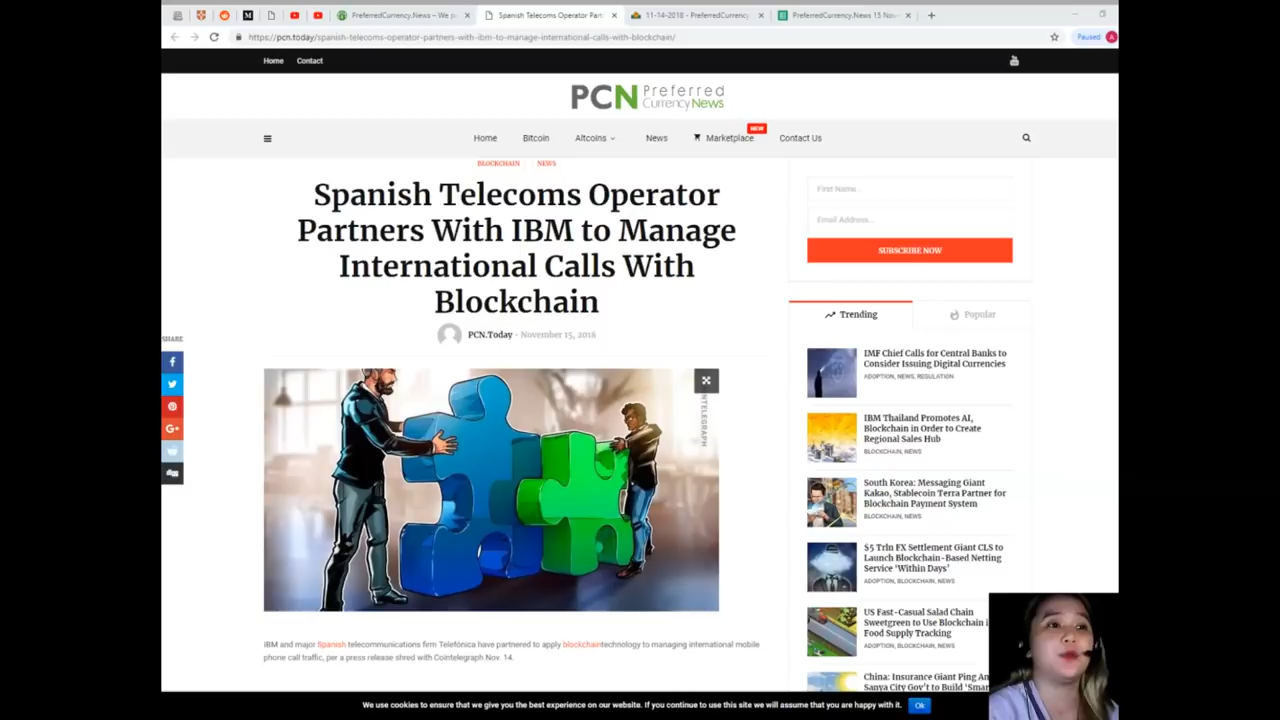 PreferredCurrency.News – We p
Spanish Telecoms Operator Part
11-14-2018 - PreferredCurrency
PreferredCurrency.News 15 Nov
https://pcn.today/spanish-telecoms-operator-partners-with-ibm-to-manage-international-calls-with-blockchain/
Paused
A
Home
Contact
PCN Preferred
Currency News
Home
Bitcoin
Altcoins
News
Marketplace
NEW
Contact Us
BLOCKCHAIN
NEWS
Spanish Telecoms Operator
Partners With IBM to Manage
International Calls With
Blockchain
PCN.Today - November 15, 2018
SHARE
NTELEGRAPH
IBM and major Spanish telecommunications firm Telefónica have partnered to apply blockchaintechnology to managing international mobile
phone call traffic, per a press release shred with Cointelegraph Nov. 14.
First Name..
Email Address...
SUBSCRIBE NOW
Trending
Popular
IMF Chief Calls for Central Banks to
Consider Issuing Digital Currencies
ADOPTION, NEWS, REGULATION
IBM Thailand Promotes AI,
Blockchain in Order to Create
Regional Sales Hub
BLOCKCHAIN, NEWS
South Korea: Messaging Giant
Kakao, Stablecoin Terra Partner for
Blockchain Payment System
BLOCKCHAIN, NEWS
$5 Trln FX Settlement Giant CLS to
Launch Blockchain-Based Netting
Service ‘Within Days’
ADOPTION, BLOCKCHAIN, NEWS
US Fast-Casual Salad Chain
Sweetgreen to Use Blockchain i
Food Supply Tracking
ADOPTION, BLOCKCHAIN, NEWS
China: Insurance Giant Ping An
Sanya City Gov’t to Build ‘Smar
We use cookies to ensure that we give you the best experience on our website. If you continue to use this site we will assume that you are happy with it.
Ok